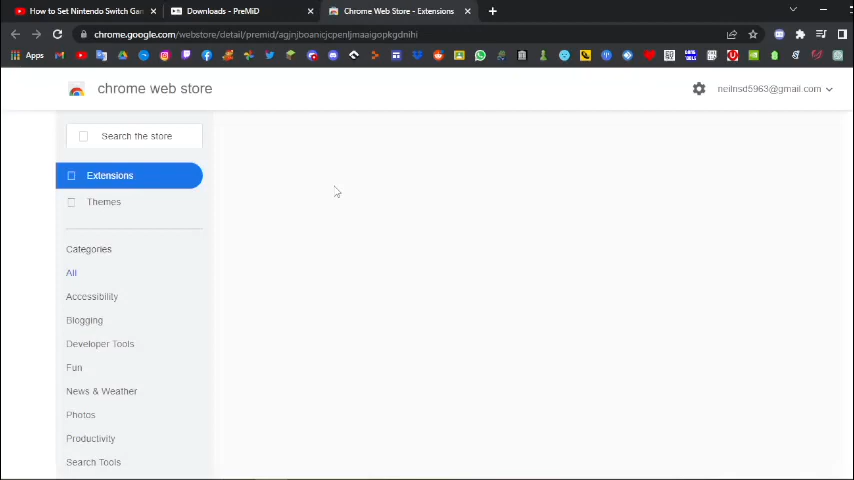 How to Set Nintendo Switch Gam
Downloads - PreMiD
Chrome Web Store - Extensions
chrome.google.com/webstore/detail/premid/agjnjboanicjcpenljmaaigopkgdnihi
Apps
chrome web store
neilnsd5963@gmail.com
Search the store
Extensions
Themes
Categories
All
Accessibility
Blogging
Developer Tools
Fun
News & Weather
Photos
Productivity
Search Tools